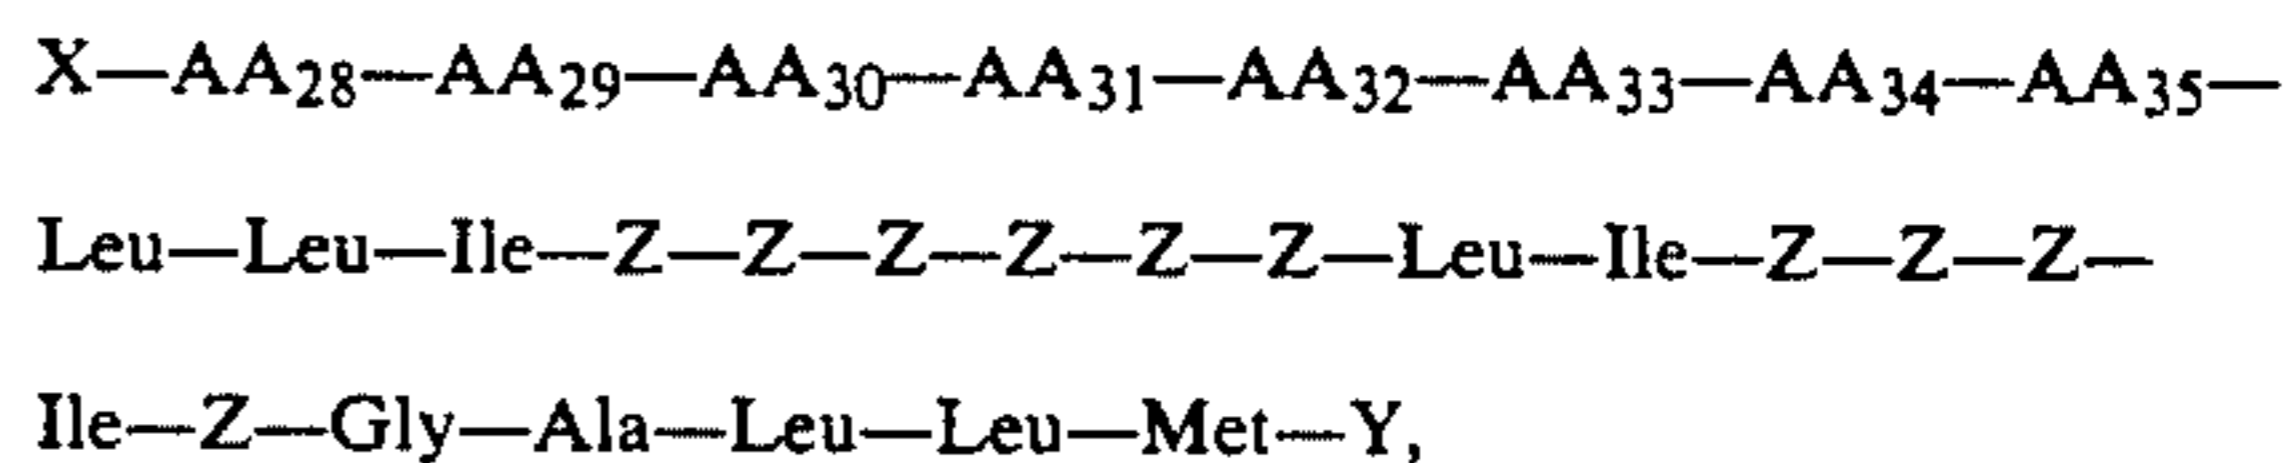 X—AA₂₈—AA₂₉—AA₃₀—AA₃₁—AA₃₂—AA₃₃—AA₃₄—AA₃₅—
Leu—Leu—Ile—Z—Z—Z—Z—Z—Z—Leu—Ile—Z—Z—Z—
Ile—Z—Gly—Ala—Leu—Leu—Met—Y,